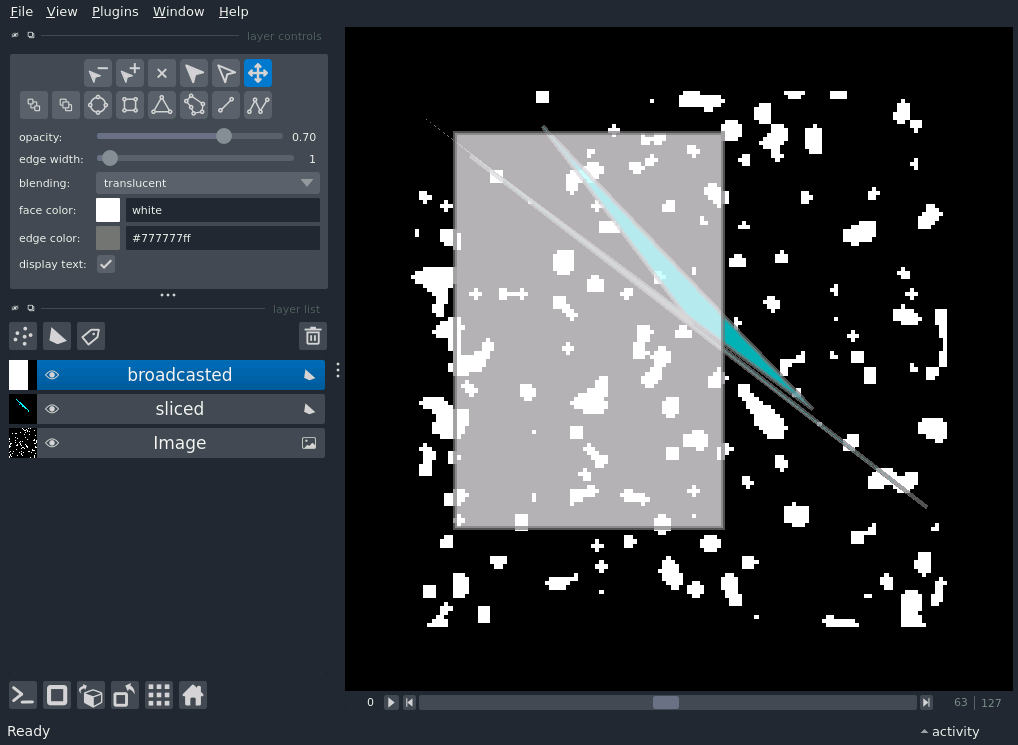 File View Plugins Window Help
layer controls
opacity: 0.70
edge width: 1
blending: translucent
face color: white
edge color: #777777ff
display text:
layer list
broadcasted
sliced
Image
0 63 127
Ready activity